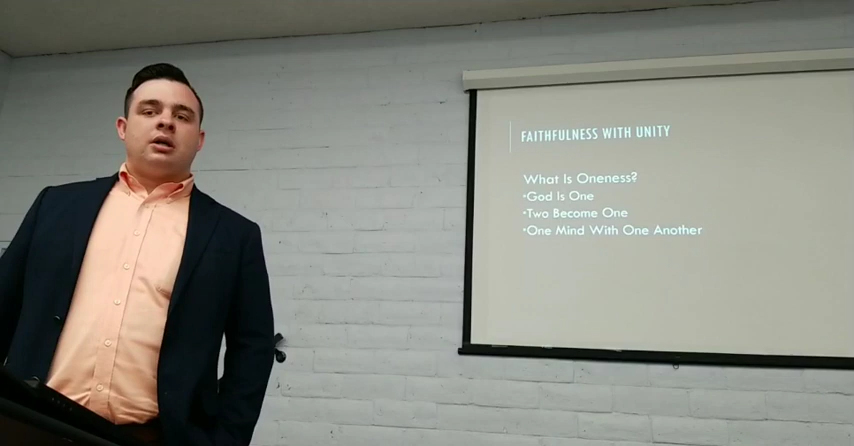 FAITHFULNESS WITH UNITY
What Is Oneness?
•God Is One
•Two Become One
•One Mind With One Another